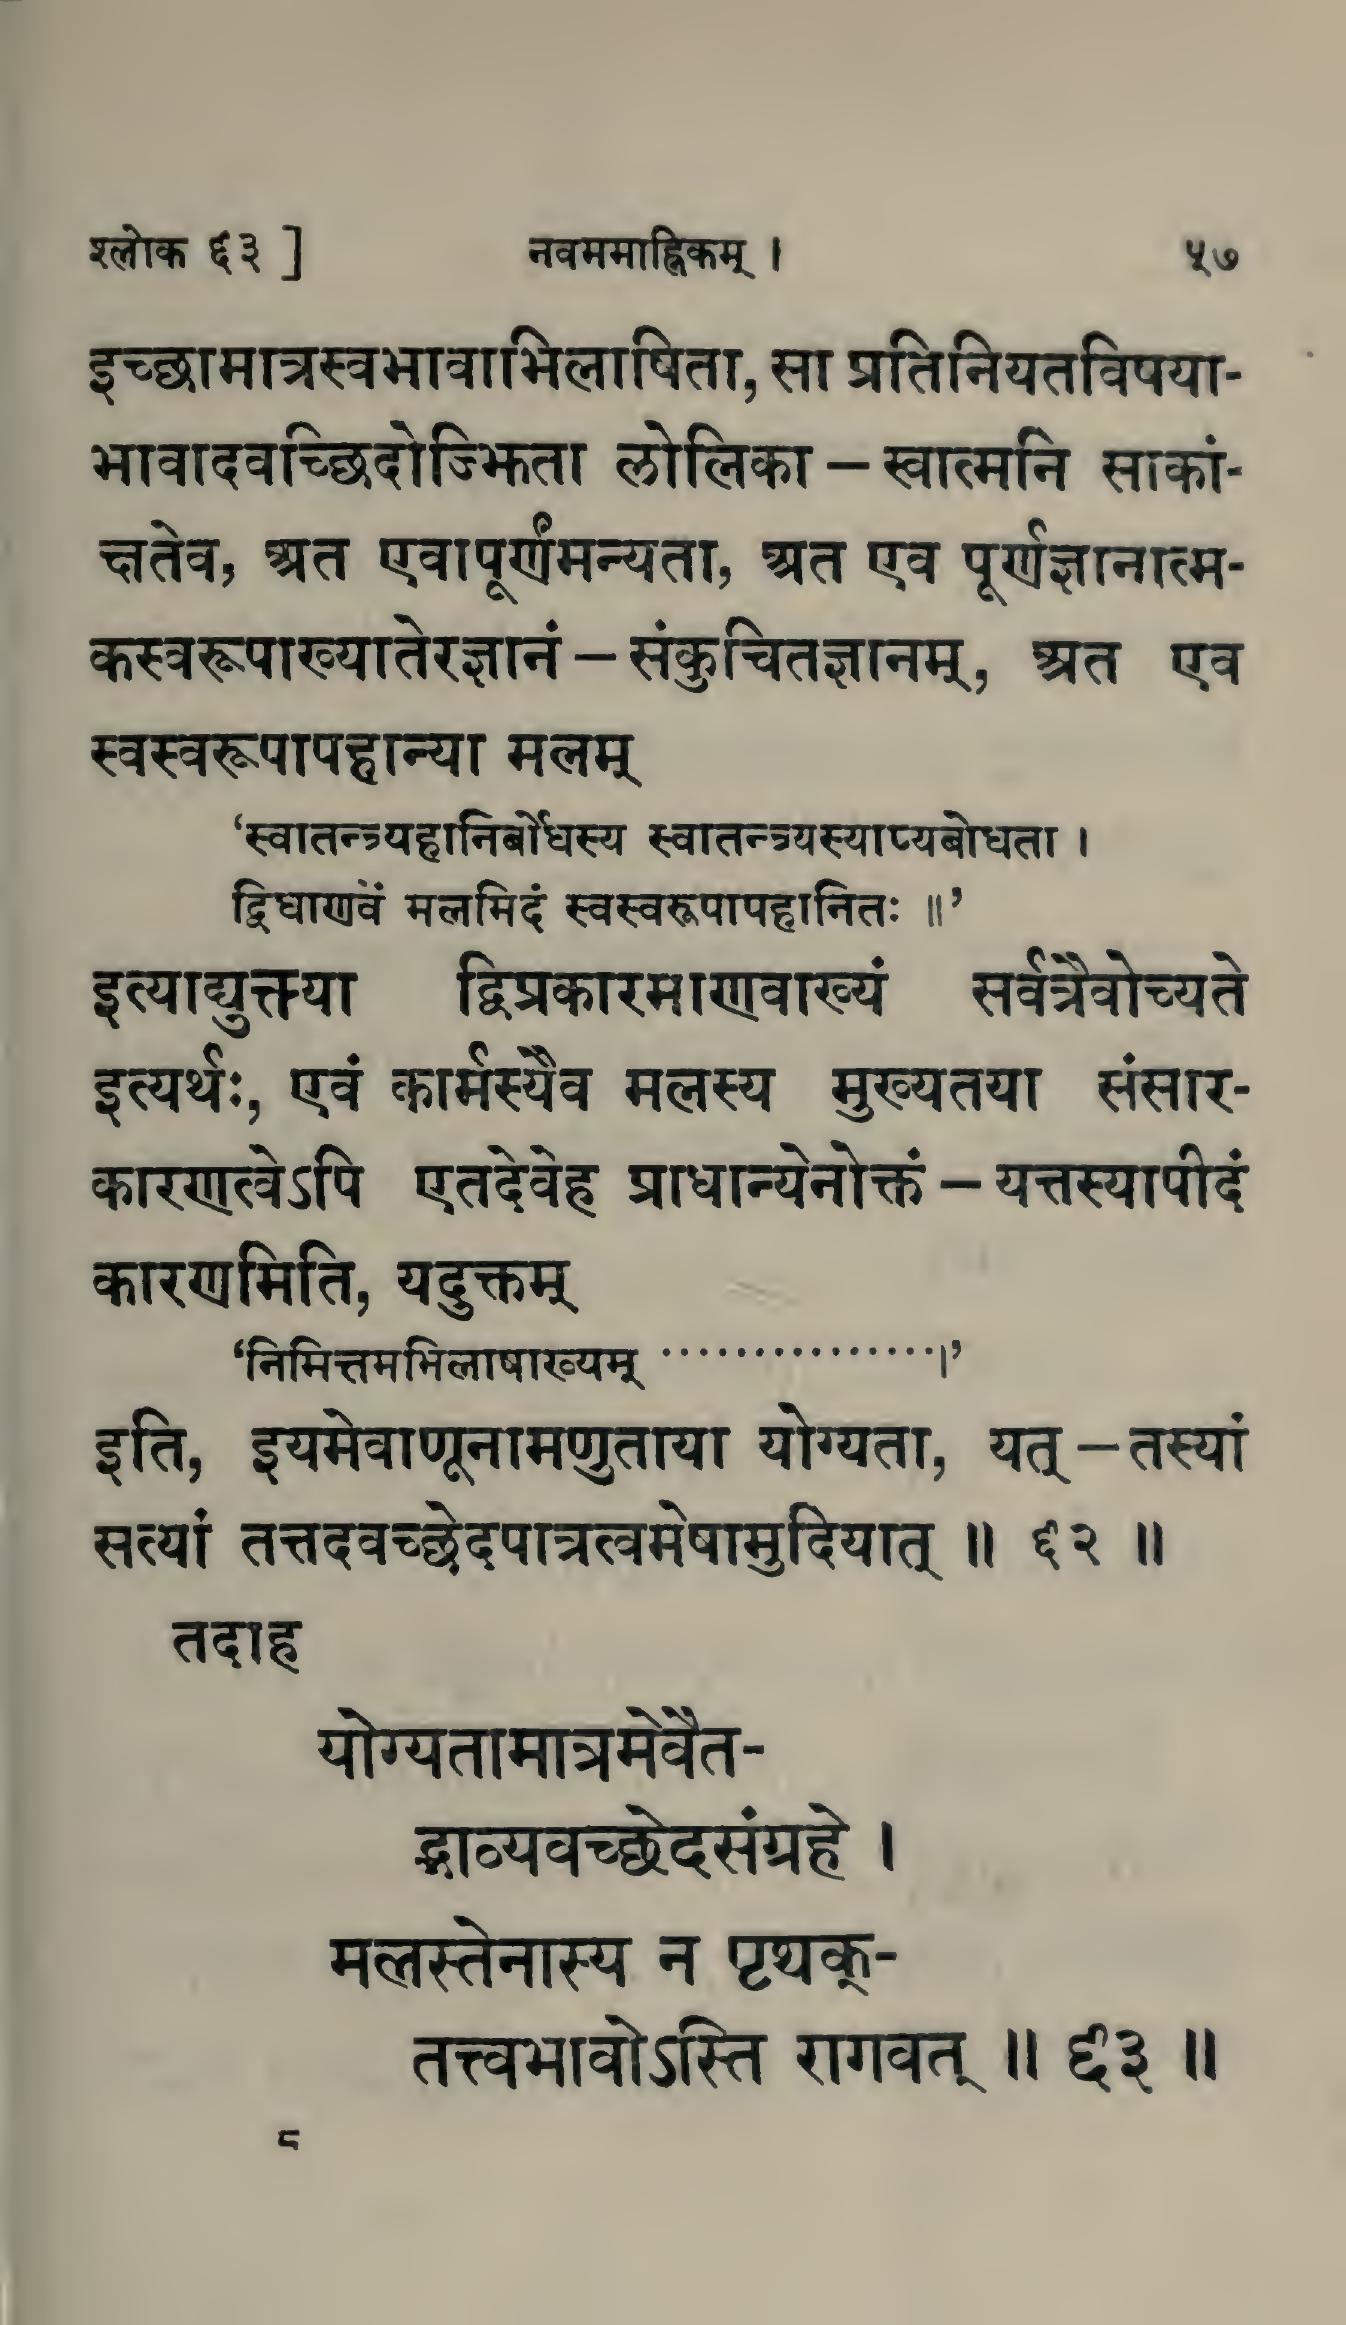 श्लोक ६३ ] नवममाह्निकम् । ५७
इच्छामात्रस्वभावाभिलाषिता, सा प्रतिनियतविषया-
भावादवच्छिदोज्झिता लोलिका – स्वात्मनि साकां-
क्षतेव, अत एवापूर्णंमन्यता, अत एव पूर्णज्ञानात्म-
कस्वरूपाख्यातेरज्ञानं – संकुचितज्ञानम्, अत एव
स्वस्वरूपापहान्या मलम्
‘स्वातन्त्र्यहानिर्बोधस्य स्वातन्त्र्यस्याप्यबोधता ।
द्विधाणवं मलमिदं स्वस्वरूपापहानितः ॥’
इत्याद्युक्तया द्विप्रकारमाणवाख्यं सर्वत्रैवोच्यते
इत्यर्थः, एवं कार्मस्यैव मलस्य मुख्यतया संसार-
कारणत्वेऽपि एतदेवेह प्राधान्येनोक्तं – यत्तस्यापीदं
कारणमिति, यदुक्तम्
‘निमित्तमभिलाषाख्यम् ················।’
इति, इयमेवाणूनामणुताया योग्यता, यत् – तस्यां
सत्यां तत्तदवच्छेदपात्रत्वमेषामुदियात् ॥ ६२ ॥
तदाह
योग्यतामात्रमेवैत-
द्भाव्यवच्छेदसंग्रहे ।
मलस्तेनास्य न पृथक्-
तत्त्वभावोऽस्ति रागवत् ॥ ६३ ॥
८